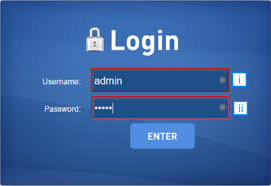 Login
Username: admin * i
Password: •••••| * ii
ENTER